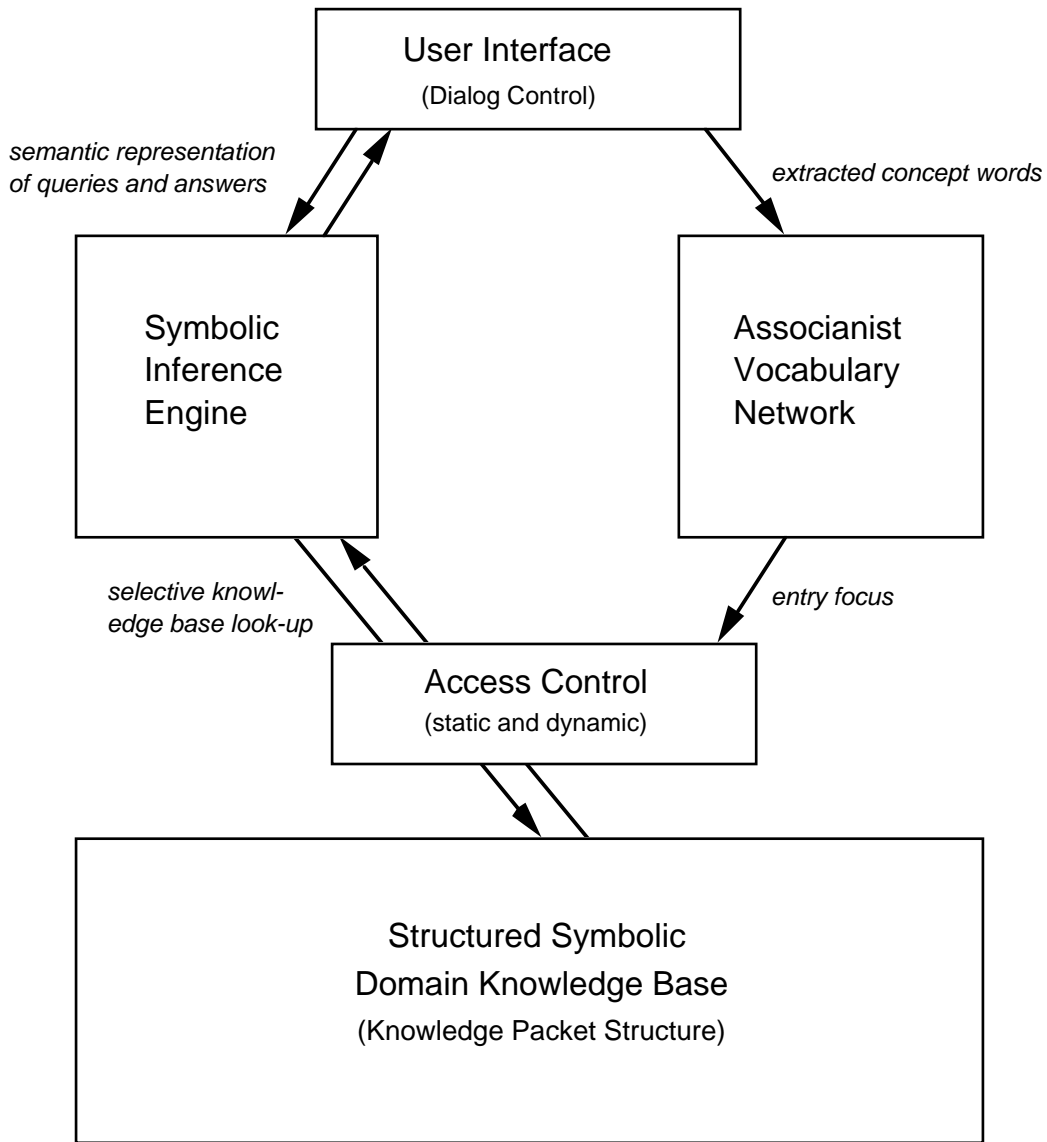 User Interface
(Dialog Control)
semantic representation
of queries and answers
extracted concept words
Symbolic
Inference
Engine
Associanist
Vocabulary
Network
selective knowl-
edge base look-up
entry focus
Access Control
(static and dynamic)
Structured Symbolic
Domain Knowledge Base
(Knowledge Packet Structure)